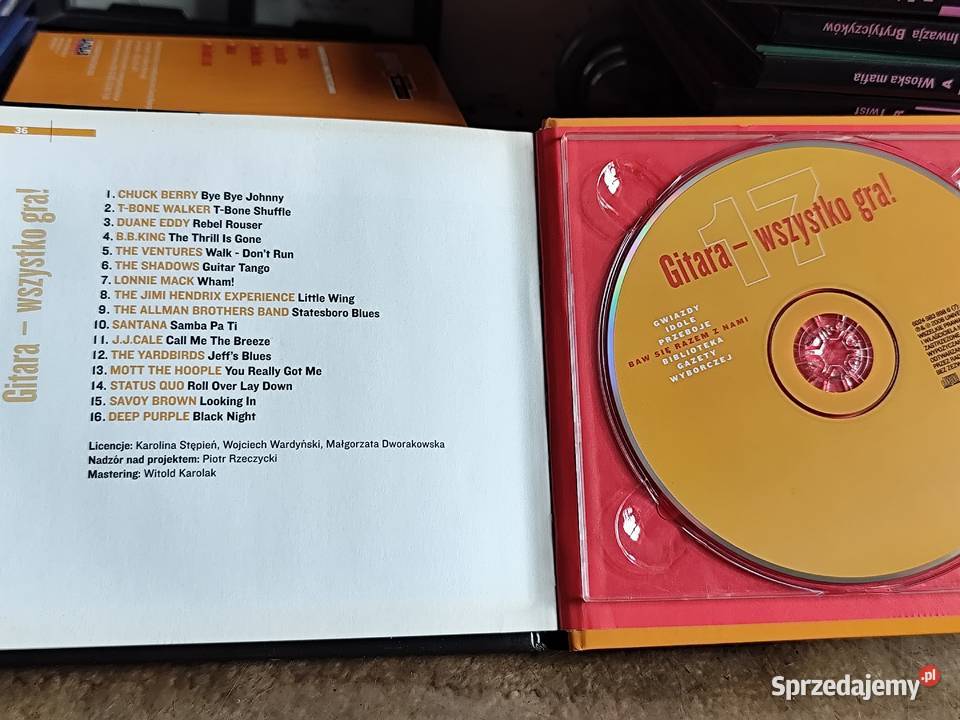 Inwazja Brytyjczyków
Włoska mafia
Twist
36
Gitara – wszystko gra!
1. CHUCK BERRY Bye Bye Johnny
2. T-BONE WALKER T-Bone Shuffle
3. DUANE EDDY Rebel Rouser
4. B.B.KING The Thrill Is Gone
5. THE VENTURES Walk - Don't Run
6. THE SHADOWS Guitar Tango
7. LONNIE MACK Wham!
8. THE JIMI HENDRIX EXPERIENCE Little Wing
9. THE ALLMAN BROTHERS BAND Statesboro Blues
10. SANTANA Samba Pa Ti
11. J.J.CALE Call Me The Breeze
12. THE YARDBIRDS Jeff's Blues
13. MOTT THE HOOPLE You Really Got Me
14. STATUS QUO Roll Over Lay Down
15. SAVOY BROWN Looking In
16. DEEP PURPLE Black Night
Licencje: Karolina Stępień, Wojciech Wardyński, Małgorzata Dworakowska
Nadzór nad projektem: Piotr Rzeczycki
Mastering: Witold Karolak
17
Gitara – wszystko gra!
GWIAZDY
IDOLE
PRZEBOJE
BAW SIĘ RAZEM Z NAMI
BIBLIOTEKA
GAZETY
WYBORCZEJ
Sprzedajemy.pl